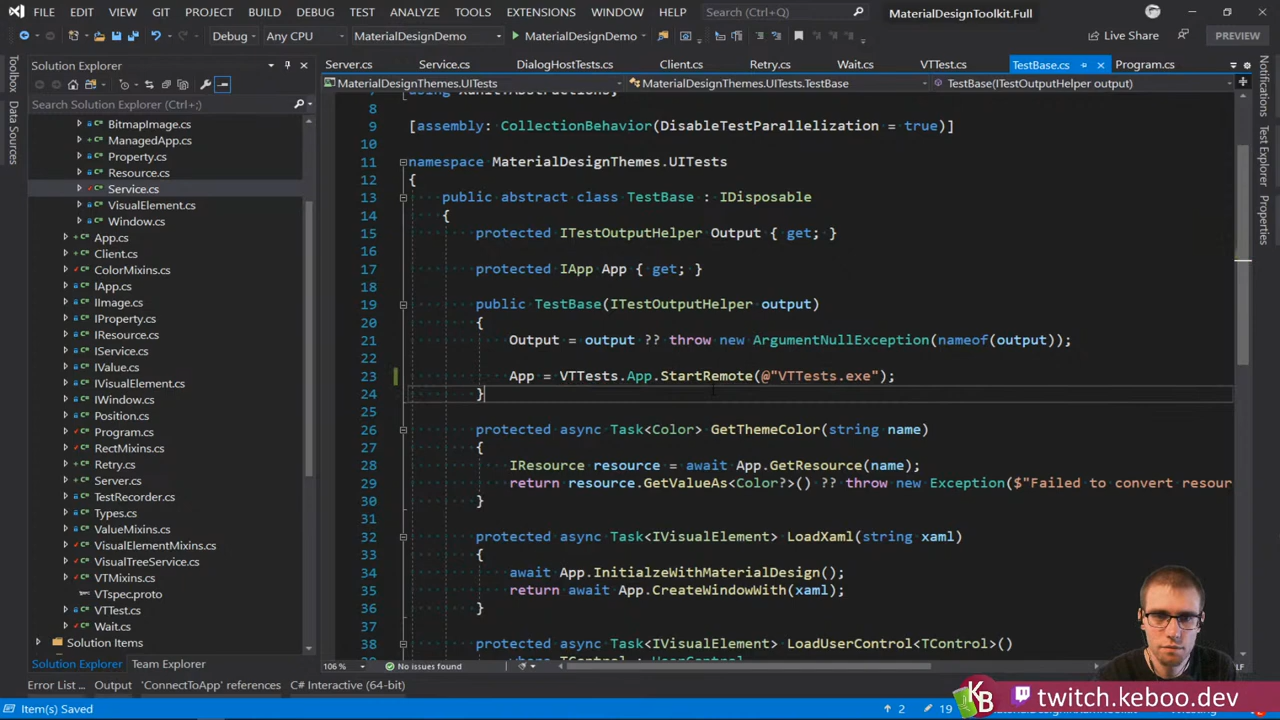 File Edit View Git Project Build Debug Test Analyze Tools Extensions Window Help Search (Ctrl+Q) MaterialDesignToolkit.Full
Debug Any CPU MaterialDesignDemo MaterialDesignDemo Live Share PREVIEW
Toolbox
Data Sources
Solution Explorer
Search Solution Explorer (Ctrl+;)
BitmapImage.cs
ManagedApp.cs
Property.cs
Resource.cs
Service.cs
VisualElement.cs
Window.cs
App.cs
Client.cs
ColorMixins.cs
IApp.cs
IImage.cs
IProperty.cs
IResource.cs
IService.cs
IValue.cs
IVisualElement.cs
IWindow.cs
Position.cs
Program.cs
RectMixins.cs
Retry.cs
Server.cs
TestRecorder.cs
Types.cs
ValueMixins.cs
VisualElementMixins.cs
VisualTreeService.cs
VTMixins.cs
VTspec.proto
VTTest.cs
Wait.cs
Solution Items
Solution Explorer Team Explorer
Server.cs Service.cs DialogHostTests.cs Client.cs Retry.cs Wait.cs VTTest.cs TestBase.cs Program.cs
MaterialDesignThemes.UITests MaterialDesignThemes.UITests.TestBase TestBase(ITestOutputHelper output)
8
9 [assembly: CollectionBehavior(DisableTestParallelization = true)]
10
11 namespace MaterialDesignThemes.UITests
12 {
13 public abstract class TestBase : IDisposable
14 {
15 protected ITestOutputHelper Output { get; }
16
17 protected IApp App { get; }
18
19 public TestBase(ITestOutputHelper output)
20 {
21 Output = output ?? throw new ArgumentNullException(nameof(output));
22
23 App = VTTests.App.StartRemote(@"VTTests.exe");
24 }
25
26 protected async Task<Color> GetThemeColor(string name)
27 {
28 IResource resource = await App.GetResource(name);
29 return resource.GetValueAs<Color?>() ?? throw new Exception($"Failed to convert resour
30 }
31
32 protected async Task<IVisualElement> LoadXaml(string xaml)
33 {
34 await App.InitialzeWithMaterialDesign();
35 return await App.CreateWindowWith(xaml);
36 }
37
38 protected async Task<IVisualElement> LoadUserControl<TControl>()
106 % No issues found
Notifications
Test Explorer
Properties
Error List ... Output 'ConnectToApp' references C# Interactive (64-bit)
Item(s) Saved 2 19
KB twitch.keboo.dev